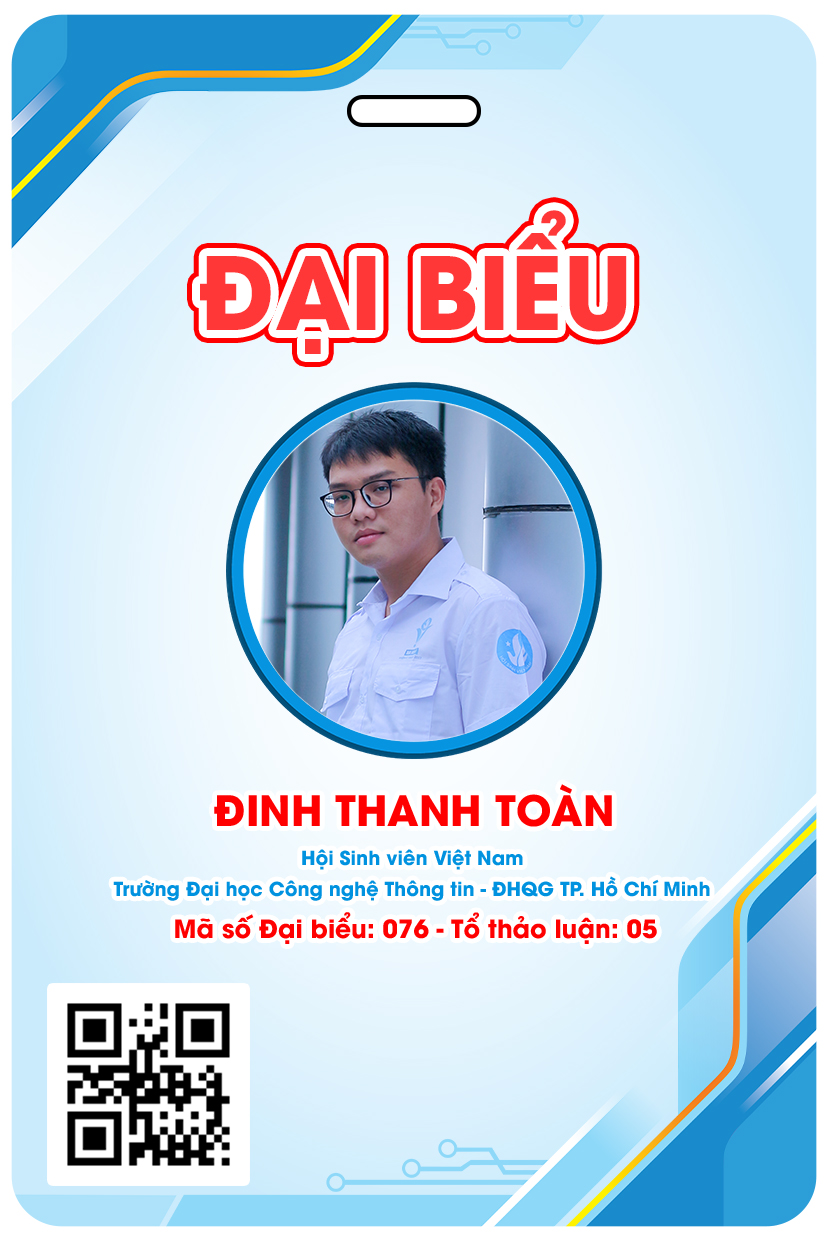 ĐẠI BIỂU
ĐINH THANH TOÀN
Hội Sinh viên Việt Nam
Trường Đại học Công nghệ Thông tin - ĐHQG TP. Hồ Chí Minh
Mã số Đại biểu: 076 - Tổ thảo luận: 05